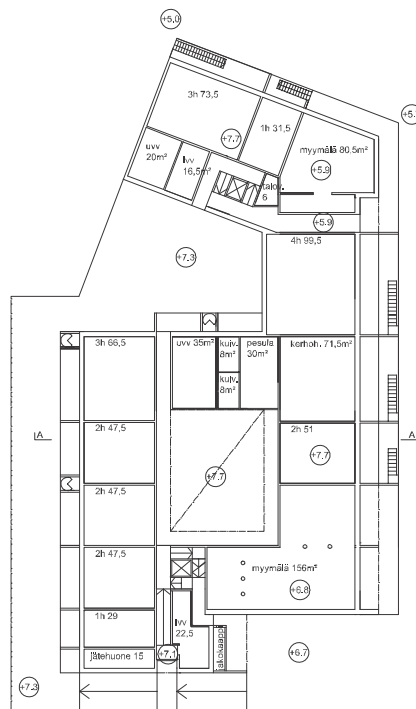 +5.0
3h 73,5
+5.
1h 31,5
+7.7
myymälä 80,5m²
uvv
20m²
lvv
16,5m²
+5.9
talov.
6
+5.9
4h 99,5
+7.3
3h 66,5
uvv 35m²
kuiv.
8m²
pesula
30m²
kerhoh. 71,5m²
kuiv.
8m²
2h 47,5
2h 51
A
A
+7.7
+7.7
2h 47,5
2h 47,5
myymälä 156m²
+6.8
1h 29
lvv
22,5
jätehuone 15
+7.1
+6.7
+7.3